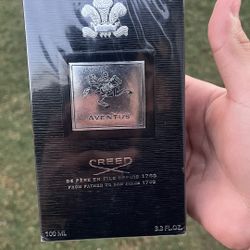 AVENTUS
CREED
DE PÈRE EN FILS DEPUIS 1760
FROM FATHER TO SON SINCE 1760
100 ML 3.3 FL.OZ.